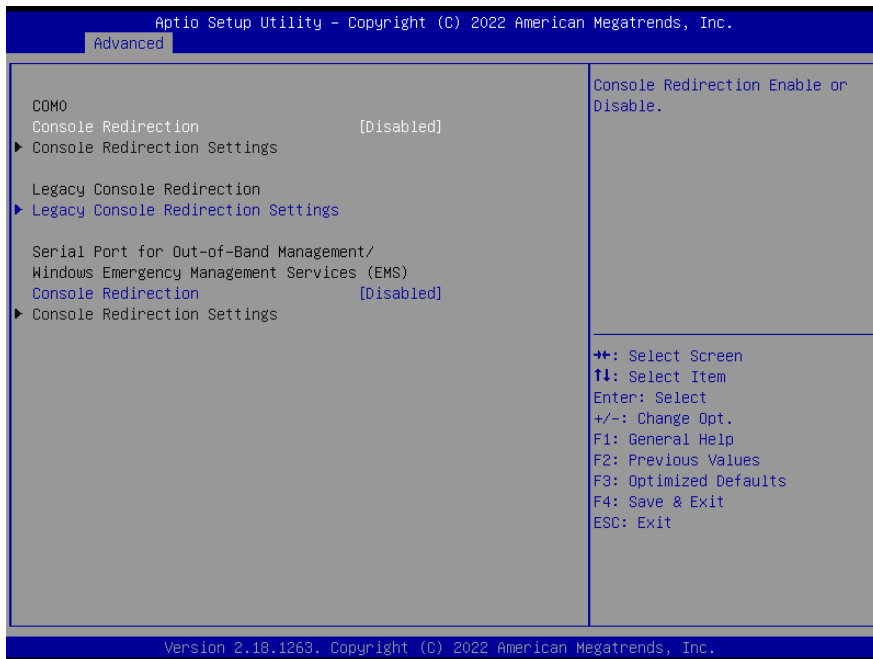 Aptio Setup Utility – Copyright (C) 2022 American Megatrends, Inc.
Advanced
COM0
Console Redirection [Disabled]
Console Redirection Settings
Legacy Console Redirection
Legacy Console Redirection Settings
Serial Port for Out-of-Band Management/
Windows Emergency Management Services (EMS)
Console Redirection [Disabled]
Console Redirection Settings
Console Redirection Enable or
Disable.
→←: Select Screen
↑↓: Select Item
Enter: Select
+/-: Change Opt.
F1: General Help
F2: Previous Values
F3: Optimized Defaults
F4: Save & Exit
ESC: Exit
Version 2.18.1263. Copyright (C) 2022 American Megatrends, Inc.